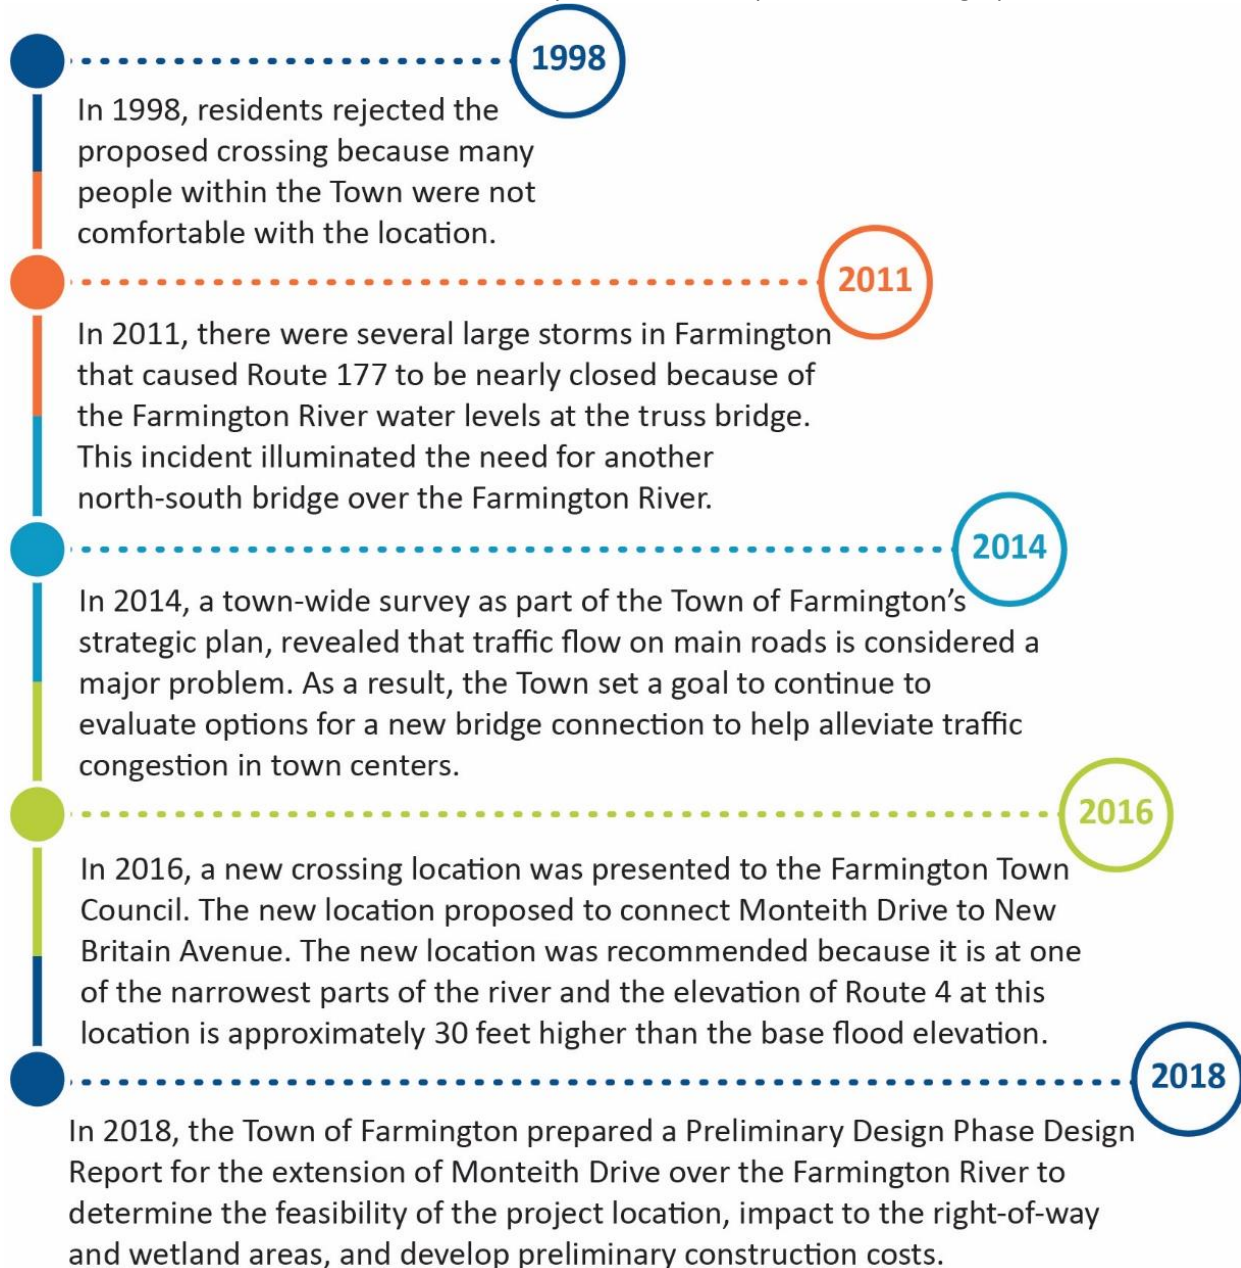 1998
In 1998, residents rejected the
proposed crossing because many
people within the Town were not
comfortable with the location.
2011
In 2011, there were several large storms in Farmington
that caused Route 177 to be nearly closed because of
the Farmington River water levels at the truss bridge.
This incident illuminated the need for another
north-south bridge over the Farmington River.
2014
In 2014, a town-wide survey as part of the Town of Farmington’s
strategic plan, revealed that traffic flow on main roads is considered a
major problem. As a result, the Town set a goal to continue to
evaluate options for a new bridge connection to help alleviate traffic
congestion in town centers.
2016
In 2016, a new crossing location was presented to the Farmington Town
Council. The new location proposed to connect Monteith Drive to New
Britain Avenue. The new location was recommended because it is at one
of the narrowest parts of the river and the elevation of Route 4 at this
location is approximately 30 feet higher than the base flood elevation.
2018
In 2018, the Town of Farmington prepared a Preliminary Design Phase Design
Report for the extension of Monteith Drive over the Farmington River to
determine the feasibility of the project location, impact to the right-of-way
and wetland areas, and develop preliminary construction costs.